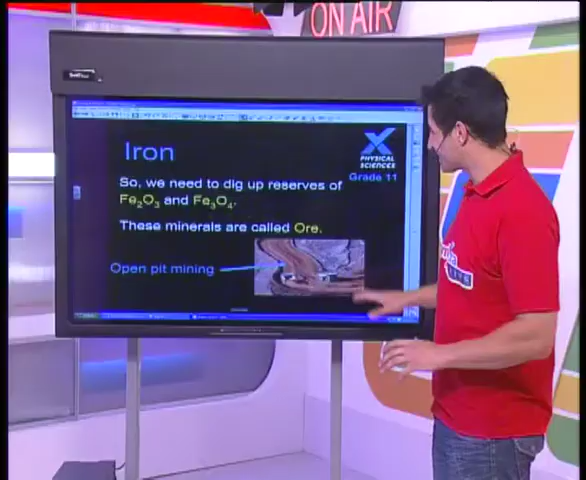 ON AIR
Iron
X
PHYSICAL
SCIENCES
Grade 11
So, we need to dig up reserves of
Fe₂O₃ and Fe₃O₄.
These minerals are called Ore.
Open pit mining